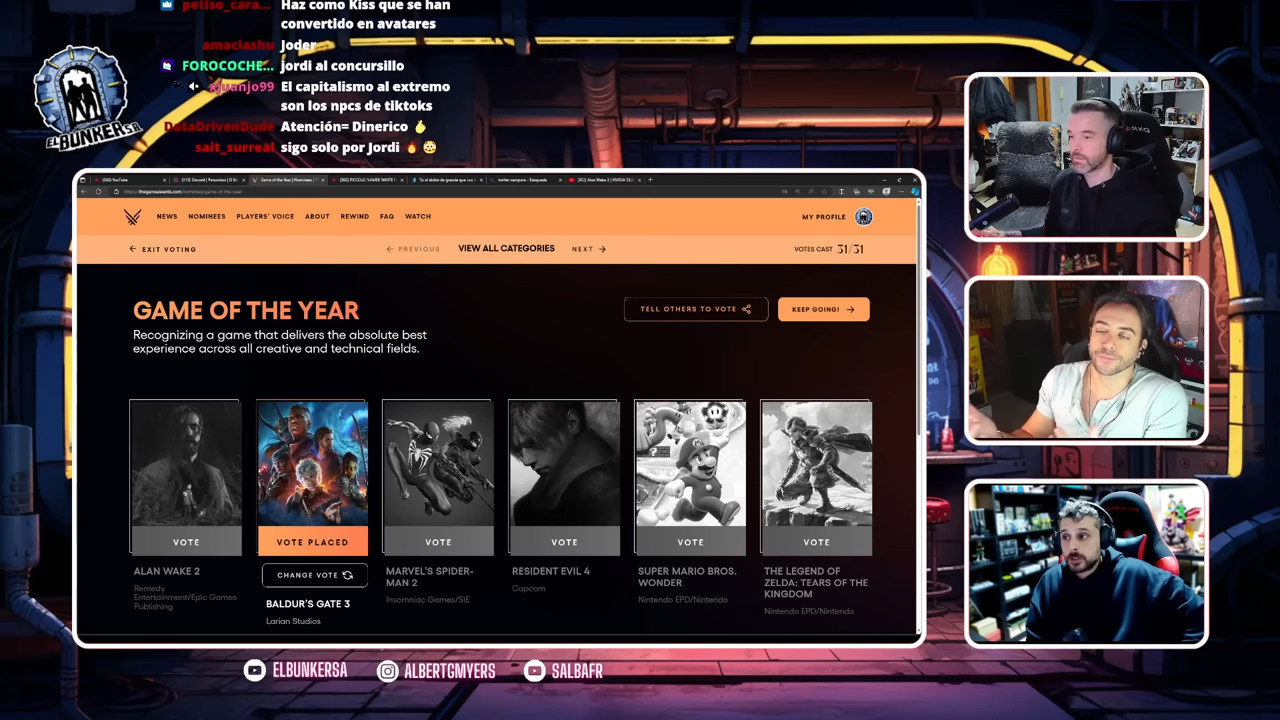 petiso_cara... Haz como Kiss que se han
convertido en avatares
amaciashu Joder
FOROCOCHE... jordi al concursillo
xjuanjo99 El capitalismo al extremo
son los npcs de tiktoks
DataDrivenDude Atención= Dinerico
salt_surreal sigo solo por Jordi
ELBUNKERSA
NEWS NOMINEES PLAYERS' VOICE ABOUT REWIND FAQ WATCH MY PROFILE
EXIT VOTING PREVIOUS VIEW ALL CATEGORIES NEXT VOTES CAST 31/31
GAME OF THE YEAR
TELL OTHERS TO VOTE KEEP GOING!
Recognizing a game that delivers the absolute best
experience across all creative and technical fields.
VOTE VOTE PLACED VOTE VOTE VOTE VOTE
ALAN WAKE 2
Remedy
Entertainment/Epic Games
Publishing
CHANGE VOTE
BALDUR'S GATE 3
Larian Studios
MARVEL'S SPIDER-
MAN 2
Insomniac Games/SIE
RESIDENT EVIL 4
Capcom
SUPER MARIO BROS.
WONDER
Nintendo EPD/Nintendo
THE LEGEND OF
ZELDA: TEARS OF THE
KINGDOM
Nintendo EPD/Nintendo
ELBUNKERSA ALBERTGMYERS SALBAFR